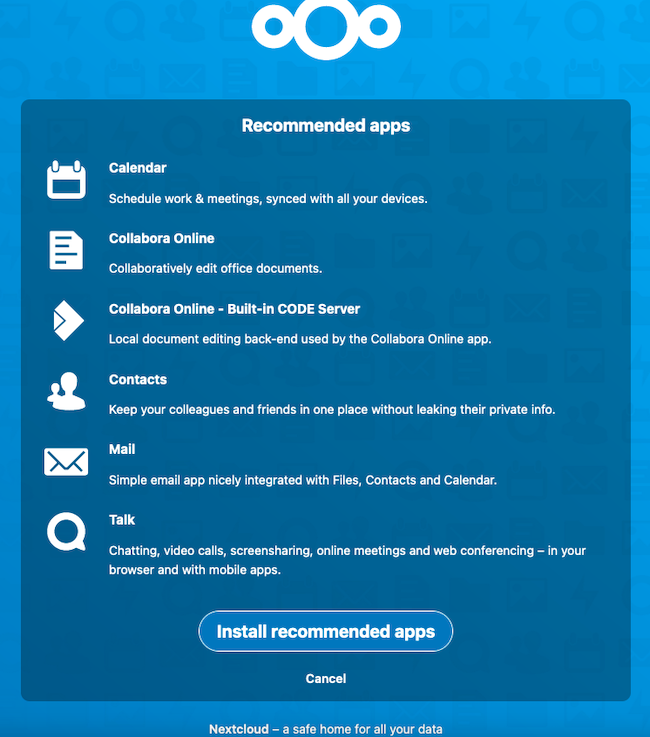 Recommended apps
Calendar
Schedule work & meetings, synced with all your devices.
Collabora Online
Collaboratively edit office documents.
Collabora Online - Built-in CODE Server
Local document editing back-end used by the Collabora Online app.
Contacts
Keep your colleagues and friends in one place without leaking their private info.
Mail
Simple email app nicely integrated with Files, Contacts and Calendar.
Talk
Chatting, video calls, screensharing, online meetings and web conferencing – in your
browser and with mobile apps.
Install recommended apps
Cancel
Nextcloud – a safe home for all your data